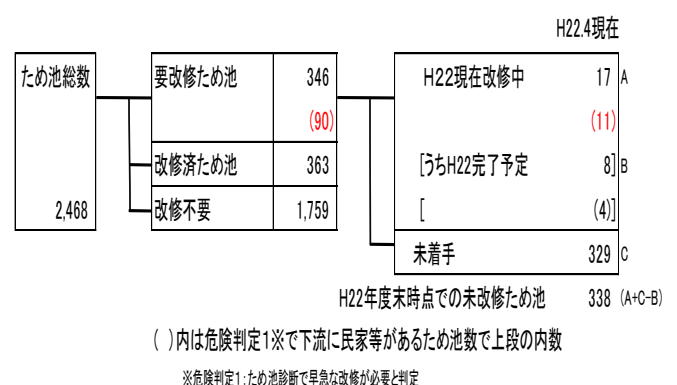 H22.4現在
ため池総数 要改修ため池 346 H22現在改修中 17 A
(90) (11)
改修済ため池 363 [うちH22完了予定 8] B
2,468 改修不要 1,759 [ (4)]
未着手 329 C
H22年度末時点での未改修ため池 338 (A+C-B)
( )内は危険判定1※で下流に民家等があるため池数で上段の内数
※危険判定1:ため池診断で早急な改修が必要と判定